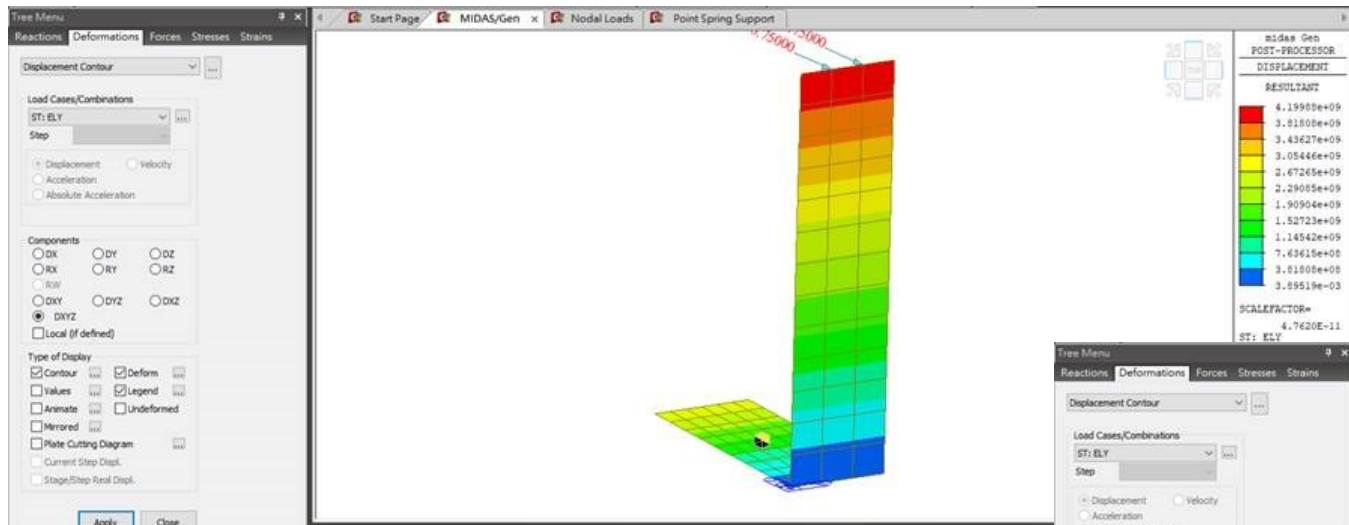 Tree Menu
Reactions Deformations Forces Stresses Strains
Displacement Contour
...
Load Cases/Combinations
ST: ELY
...
Step
Displacement Velocity
Acceleration
Absolute Acceleration
Components
DX DY DZ
RX RY RZ
RW
DXY DYZ DXZ
DXYZ
Local (if defined)
Type of Display
Contour ... Deform ...
Values ... Legend ...
Animate ... Undeformed
Mirrored ...
Plate Cutting Diagram ...
Current Step Displ.
Stage/Step Real Displ.
Apply Close
Start Page MIDAS/Gen x Nodal Loads Point Spring Support
.75000
.75000
midas Gen
POST-PROCESSOR
DISPLACEMENT
RESULTANT
4.19988e+09
3.81808e+09
3.43627e+09
3.05446e+09
2.67265e+09
2.29085e+09
1.90904e+09
1.52723e+09
1.14542e+09
7.63615e+08
3.81808e+08
3.89519e-03
SCALEFACTOR=
4.7620E-11
ST: ELY
Tree Menu
Reactions Deformations Forces Stresses Strains
Displacement Contour
...
Load Cases/Combinations
ST: ELY
...
Step
Displacement Velocity
Acceleration